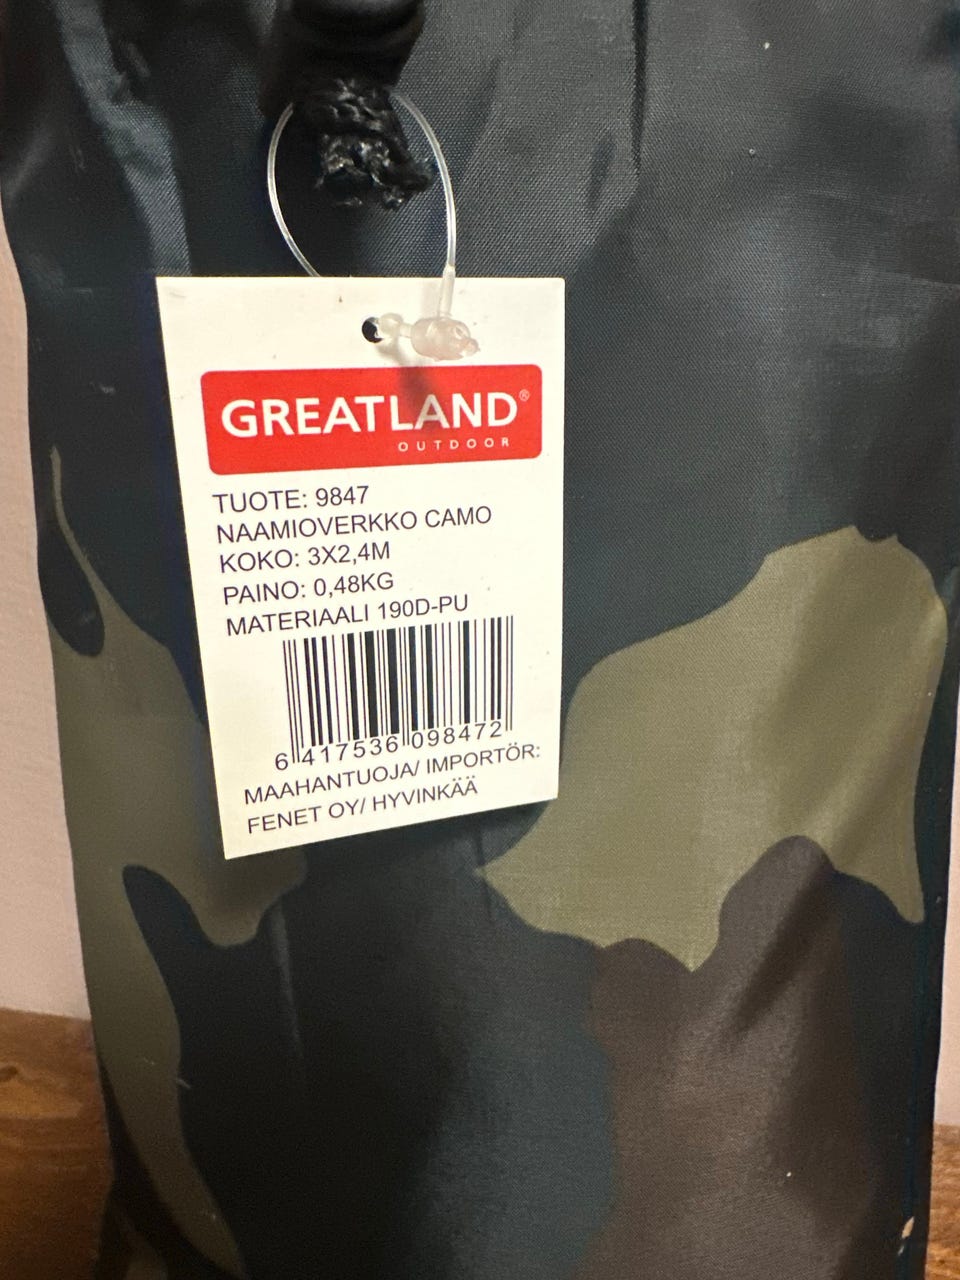 GREATLAND®
OUTDOOR
TUOTE: 9847
NAAMIOVERKKO CAMO
KOKO: 3X2,4M
PAINO: 0,48KG
MATERIAALI 190D-PU
6 417536 098472
MAAHANTUOJA/ IMPORTÖR:
FENET OY/ HYVINKÄÄ